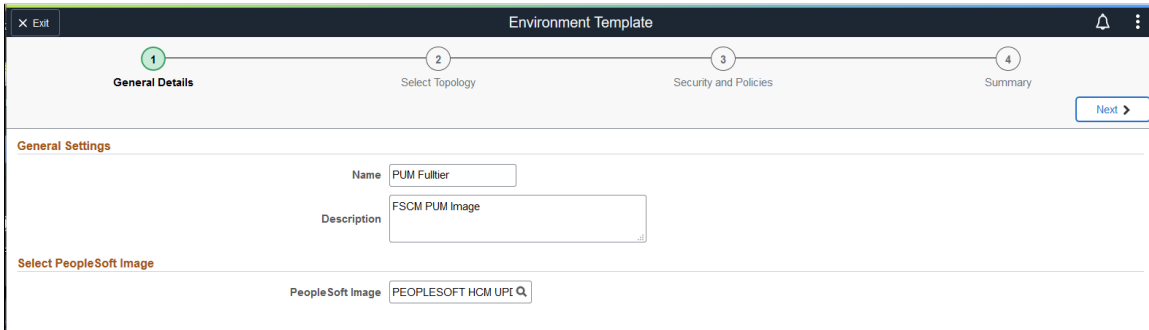 Exit
Environment Template
1
2
3
4
General Details
Select Topology
Security and Policies
Summary
Next
General Settings
Name PUM Fulltier
Description FSCM PUM Image
Select PeopleSoft Image
PeopleSoft Image PEOPLESOFT HCM UPI